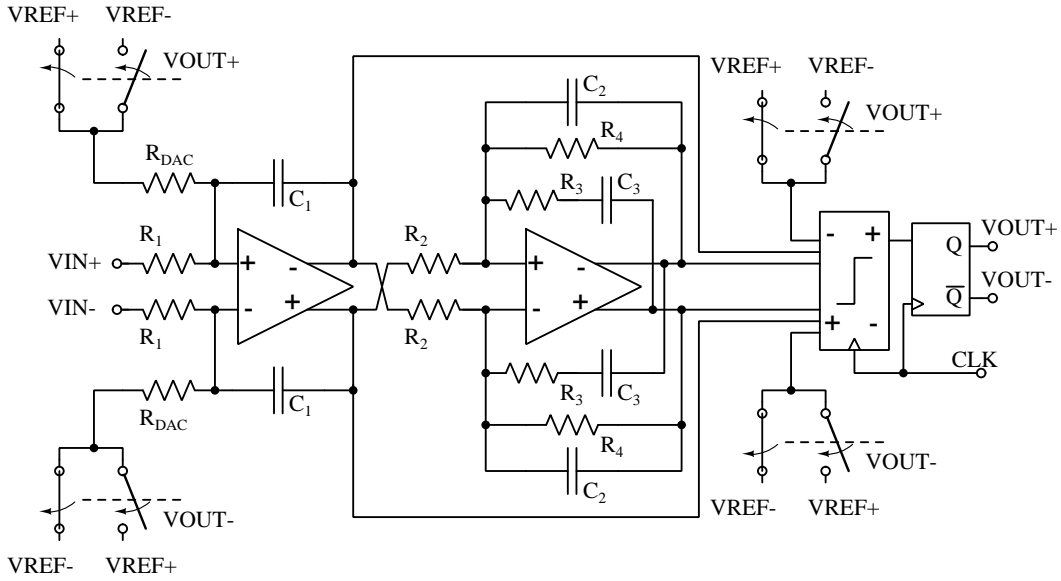 VREF+ VREF-
VOUT+
VREF+ VREF-
VOUT+
C2
R4
RDAC
C1
R3 C3
R1
R2
VIN+
+ -
+ -
- +
Q VOUT+
VIN-
- +
- +
+ -
Q VOUT-
R1
R2
CLK
RDAC
C1
R3 C3
R4
C2
VOUT-
VREF- VREF+
VOUT-
VREF- VREF+